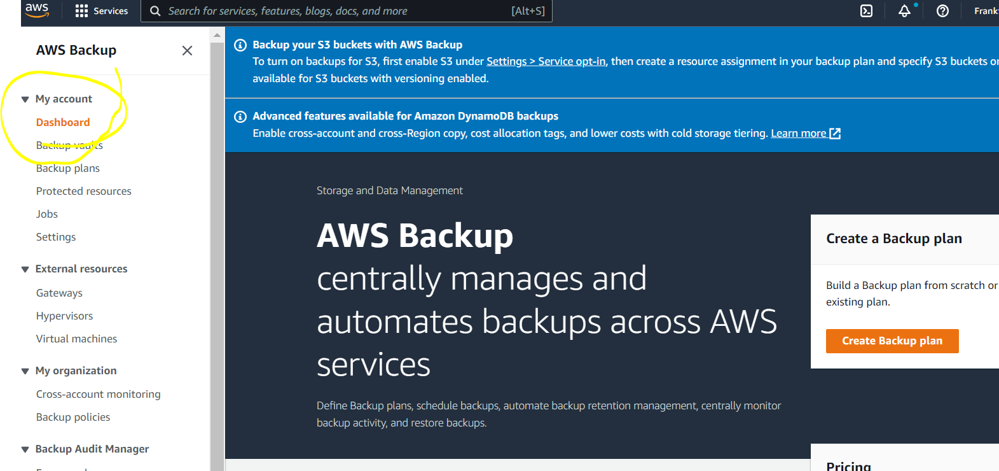 aws
Services
Search for services, features, blogs, docs, and more
[Alt+S]
AWS Backup
My account
Dashboard
Backup vaults
Backup plans
Protected resources
Jobs
Settings
External resources
Gateways
Hypervisors
Virtual machines
My organization
Cross-account monitoring
Backup policies
Backup Audit Manager
Backup your S3 buckets with AWS Backup
To turn on backups for S3, first enable S3 under Settings > Service opt-in, then create a resource assignment in your backup plan and specify S3 buckets
available for S3 buckets with versioning enabled.
Advanced features available for Amazon DynamoDB backups
Enable cross-account and cross-Region copy, cost allocation tags, and lower costs with cold storage tiering. Learn more
Storage and Data Management
AWS Backup
centrally manages and
automates backups across AWS
services
Define Backup plans, schedule backups, automate backup retention management, centrally monitor
backup activity, and restore backups.
Create a Backup plan
Build a Backup plan from scratch or
existing plan.
Create Backup plan
Pricing